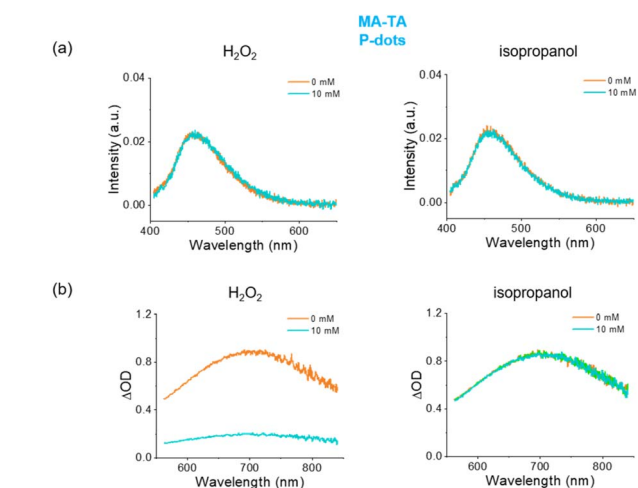 MA-TA
P-dots
(a)
H₂O₂
isopropanol
0.04
0.02
0.00
Intensity (a.u.)
0 mM
10 mM
400 500 600
Wavelength (nm)
0.04
0.02
0.00
Intensity (a.u.)
0 mM
10 mM
400 500 600
Wavelength (nm)
(b)
H₂O₂
isopropanol
1.2
0.8
0.4
0.0
ΔOD
0 mM
10 mM
600 700 800
Wavelength (nm)
1.2
0.8
0.4
0.0
ΔOD
0 mM
10 mM
600 700 800
Wavelength (nm)